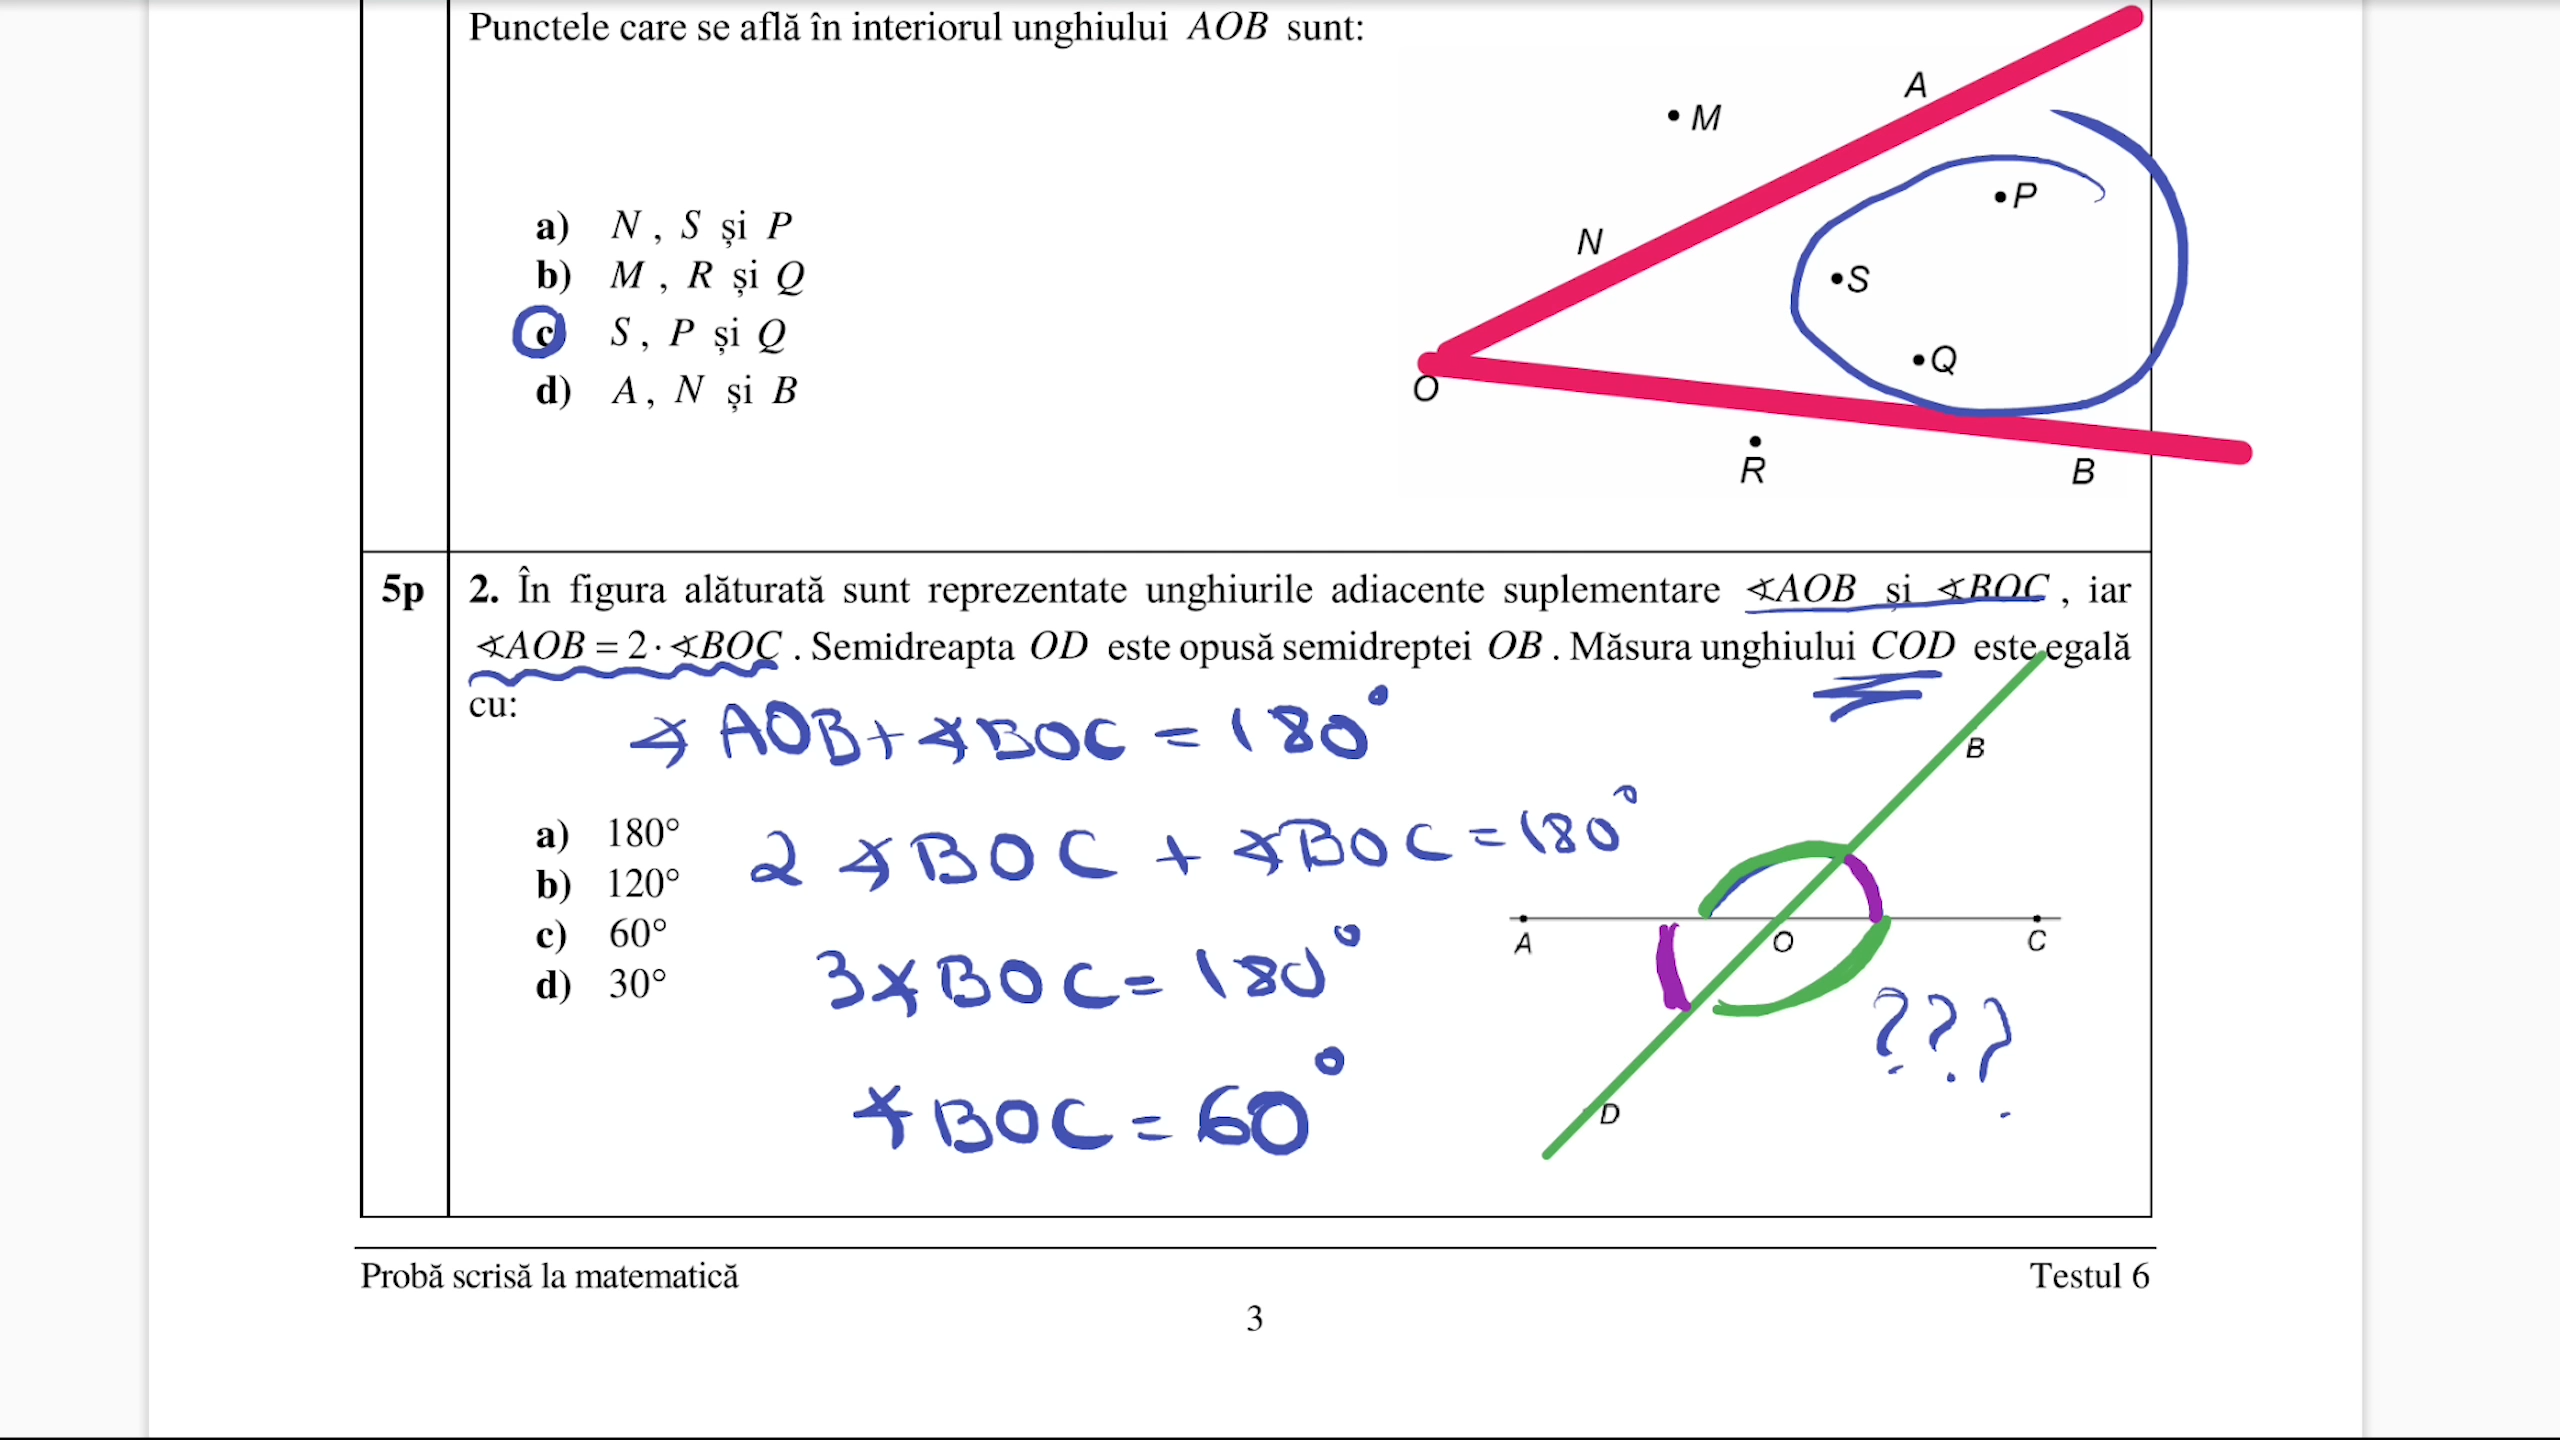 Punctele care se află în interiorul unghiului AOB sunt:
A
• M
• P
N
a) N , S și P
b) M , R și Q
•S
c S , P și Q
•Q
d) A , N și B
O
R
B
5p 2. În figura alăturată sunt reprezentate unghiurile adiacente suplementare ∢AOB și ∢BOC , iar
∢AOB = 2 · ∢BOC . Semidreapta OD este opusă semidreptei OB . Măsura unghiului COD este egală
cu:
∢ AOB + ∢ BOC = 180°
B
a) 180°
2 ∢ BOC + ∢ BOC = 180°
b) 120°
c) 60°
A
O
C
d) 30°
3 ∢ BOC = 180°
???
∢ BOC = 60°
D
Probă scrisă la matematică Testul 6
3